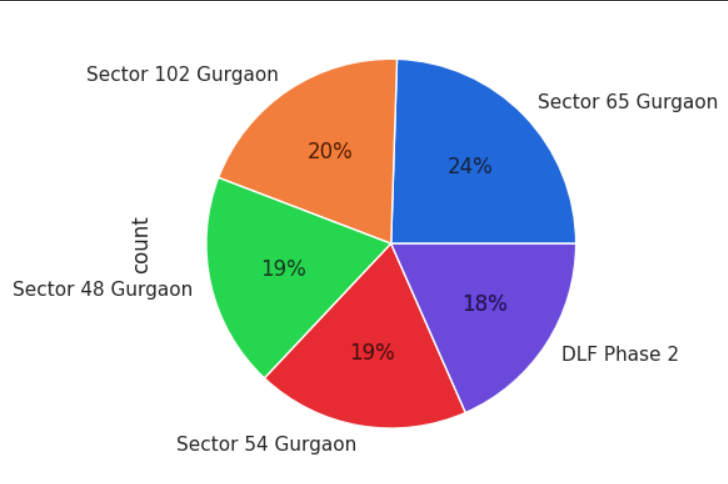 Sector 102 Gurgaon
Sector 65 Gurgaon
20%
24%
count
19%
Sector 48 Gurgaon
18%
19%
DLF Phase 2
Sector 54 Gurgaon